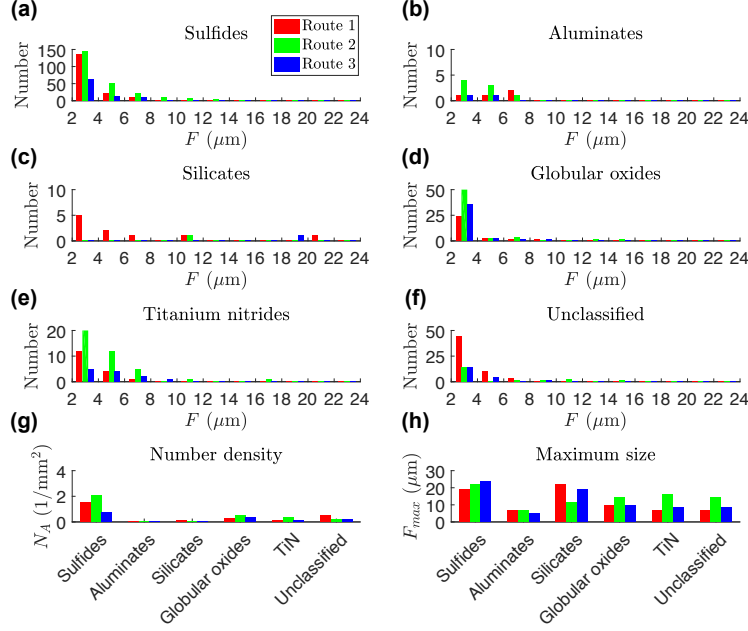 (a)
Sulfides
Route 1
Route 2
Route 3
Number
150
100
50
0
2 4 6 8 10 12 14 16 18 20 22 24
F (μm)
(b)
Aluminates
Number
10
5
0
2 4 6 8 10 12 14 16 18 20 22 24
F (μm)
(c)
Silicates
Number
10
5
0
2 4 6 8 10 12 14 16 18 20 22 24
F (μm)
(d)
Globular oxides
Number
50
25
0
2 4 6 8 10 12 14 16 18 20 22 24
F (μm)
(e)
Titanium nitrides
Number
20
10
0
2 4 6 8 10 12 14 16 18 20 22 24
F (μm)
(f)
Unclassified
Number
50
25
0
2 4 6 8 10 12 14 16 18 20 22 24
F (μm)
(g)
Number density
N_A (1/mm²)
4
2
0
Sulfides
Aluminates
Silicates
Globular oxides
TiN
Unclassified
(h)
Maximum size
F_max (μm)
30
20
10
0
Sulfides
Aluminates
Silicates
Globular oxides
TiN
Unclassified